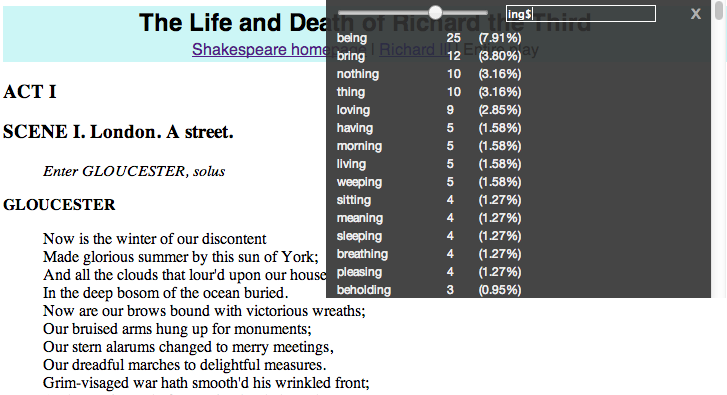 The Life and Death of Richard the Third
Shakespeare homepage | Richard III | Entire play
ACT I
SCENE I. London. A street.
Enter GLOUCESTER, solus
GLOUCESTER
Now is the winter of our discontent
Made glorious summer by this sun of York;
And all the clouds that lour'd upon our house
In the deep bosom of the ocean buried.
Now are our brows bound with victorious wreaths;
Our bruised arms hung up for monuments;
Our stern alarums changed to merry meetings,
Our dreadful marches to delightful measures.
Grim-visaged war hath smooth'd his wrinkled front;
ing$
X
being 25 (7.91%)
bring 12 (3.80%)
nothing 10 (3.16%)
thing 10 (3.16%)
loving 9 (2.85%)
having 5 (1.58%)
morning 5 (1.58%)
living 5 (1.58%)
weeping 5 (1.58%)
sitting 4 (1.27%)
meaning 4 (1.27%)
sleeping 4 (1.27%)
breathing 4 (1.27%)
pleasing 4 (1.27%)
beholding 3 (0.95%)